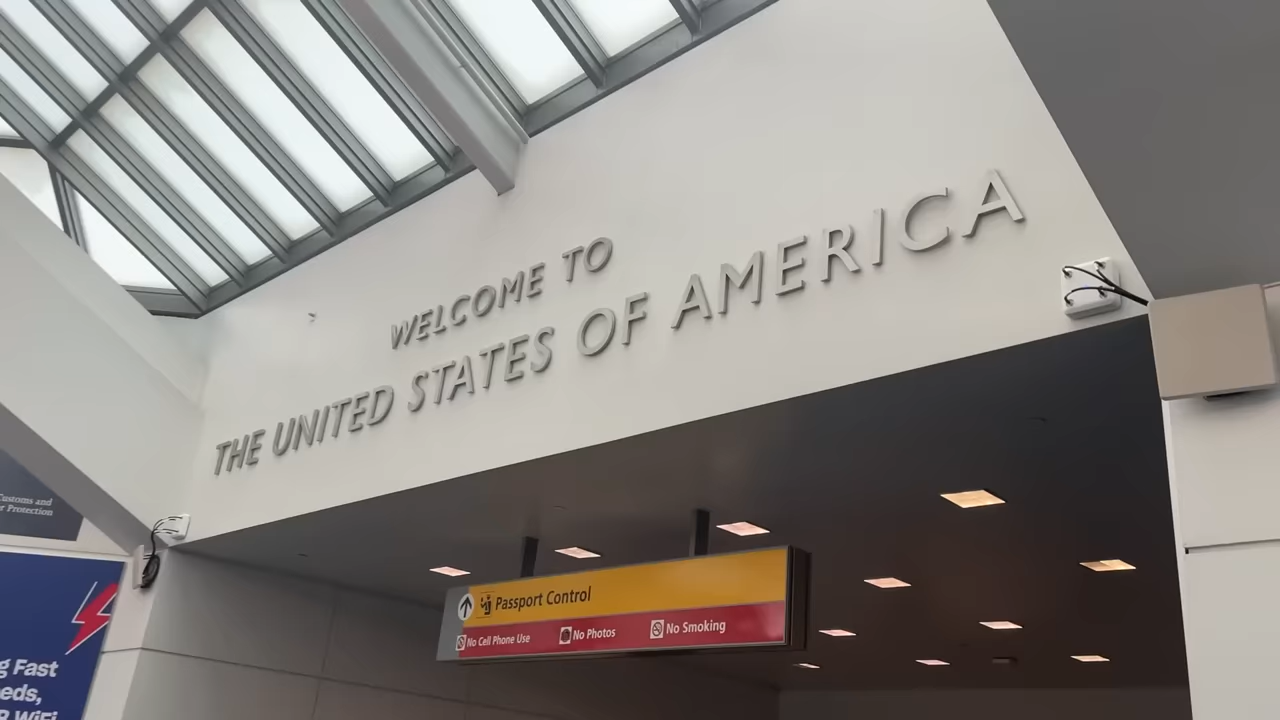 WELCOME TO
THE UNITED STATES OF AMERICA
Customs and
Protection
Passport Control
No Cell Phone Use
No Photos
No Smoking
Fast
WiFi